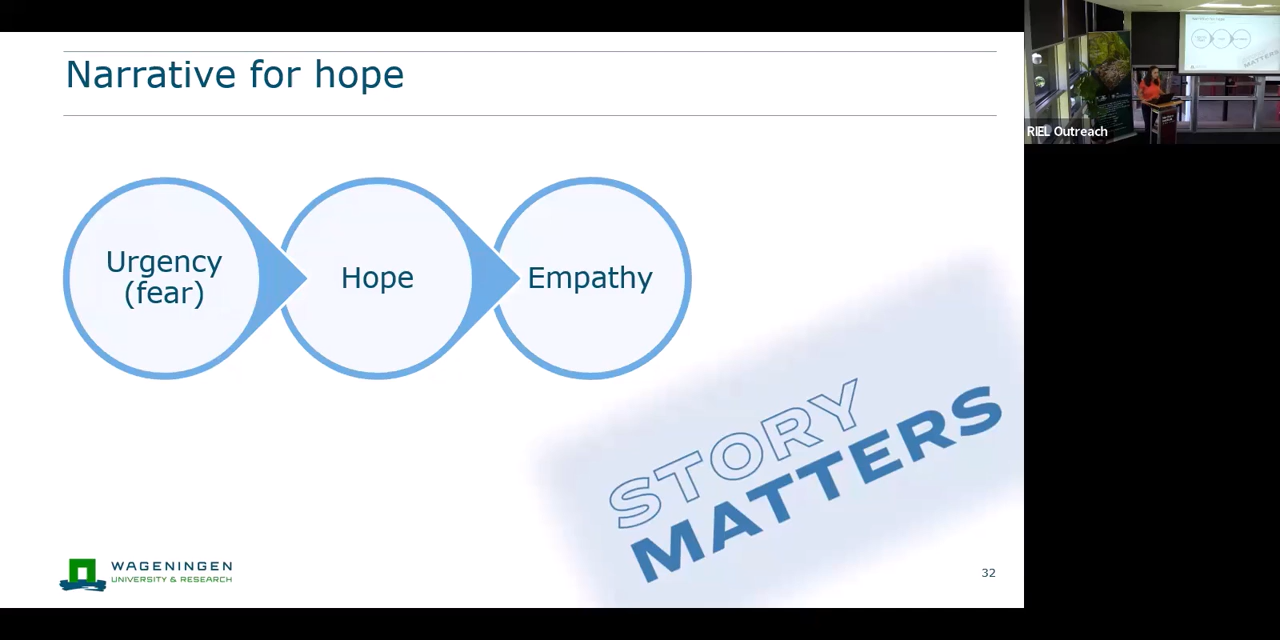 Narrative for hope
Urgency
(fear)
Hope
Empathy
STORY
MATTERS
WAGENINGEN
UNIVERSITY & RESEARCH
32
RIEL Outreach